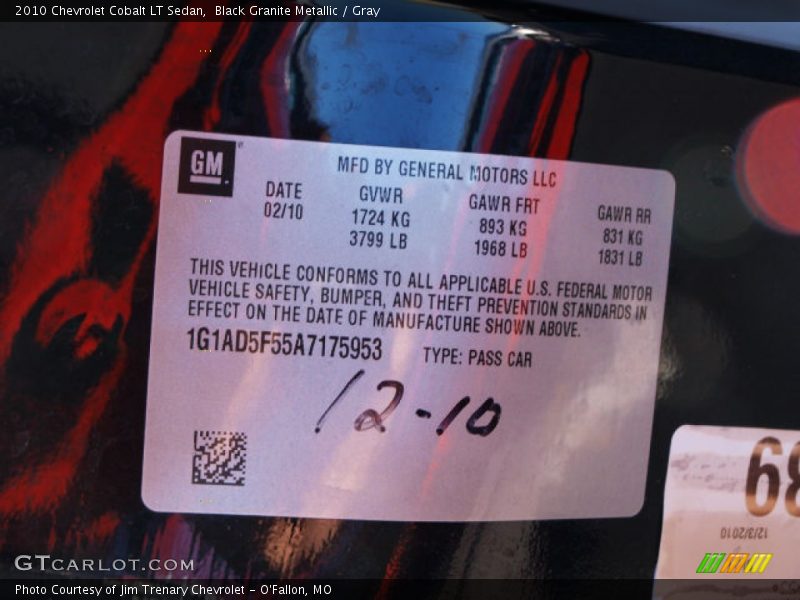 2010 Chevrolet Cobalt LT Sedan, Black Granite Metallic / Gray
GM
MFD BY GENERAL MOTORS LLC
DATE GVWR GAWR FRT GAWR RR
02/10 1724 KG 893 KG 831 KG
3799 LB 1968 LB 1831 LB
THIS VEHICLE CONFORMS TO ALL APPLICABLE U.S. FEDERAL MOTOR
VEHICLE SAFETY, BUMPER, AND THEFT PREVENTION STANDARDS IN
EFFECT ON THE DATE OF MANUFACTURE SHOWN ABOVE.
1G1AD5F55A7175953 TYPE: PASS CAR
12-10
12/3/2010
GTCARLOT.COM
Photo Courtesy of Jim Trenary Chevrolet - O'Fallon, MO